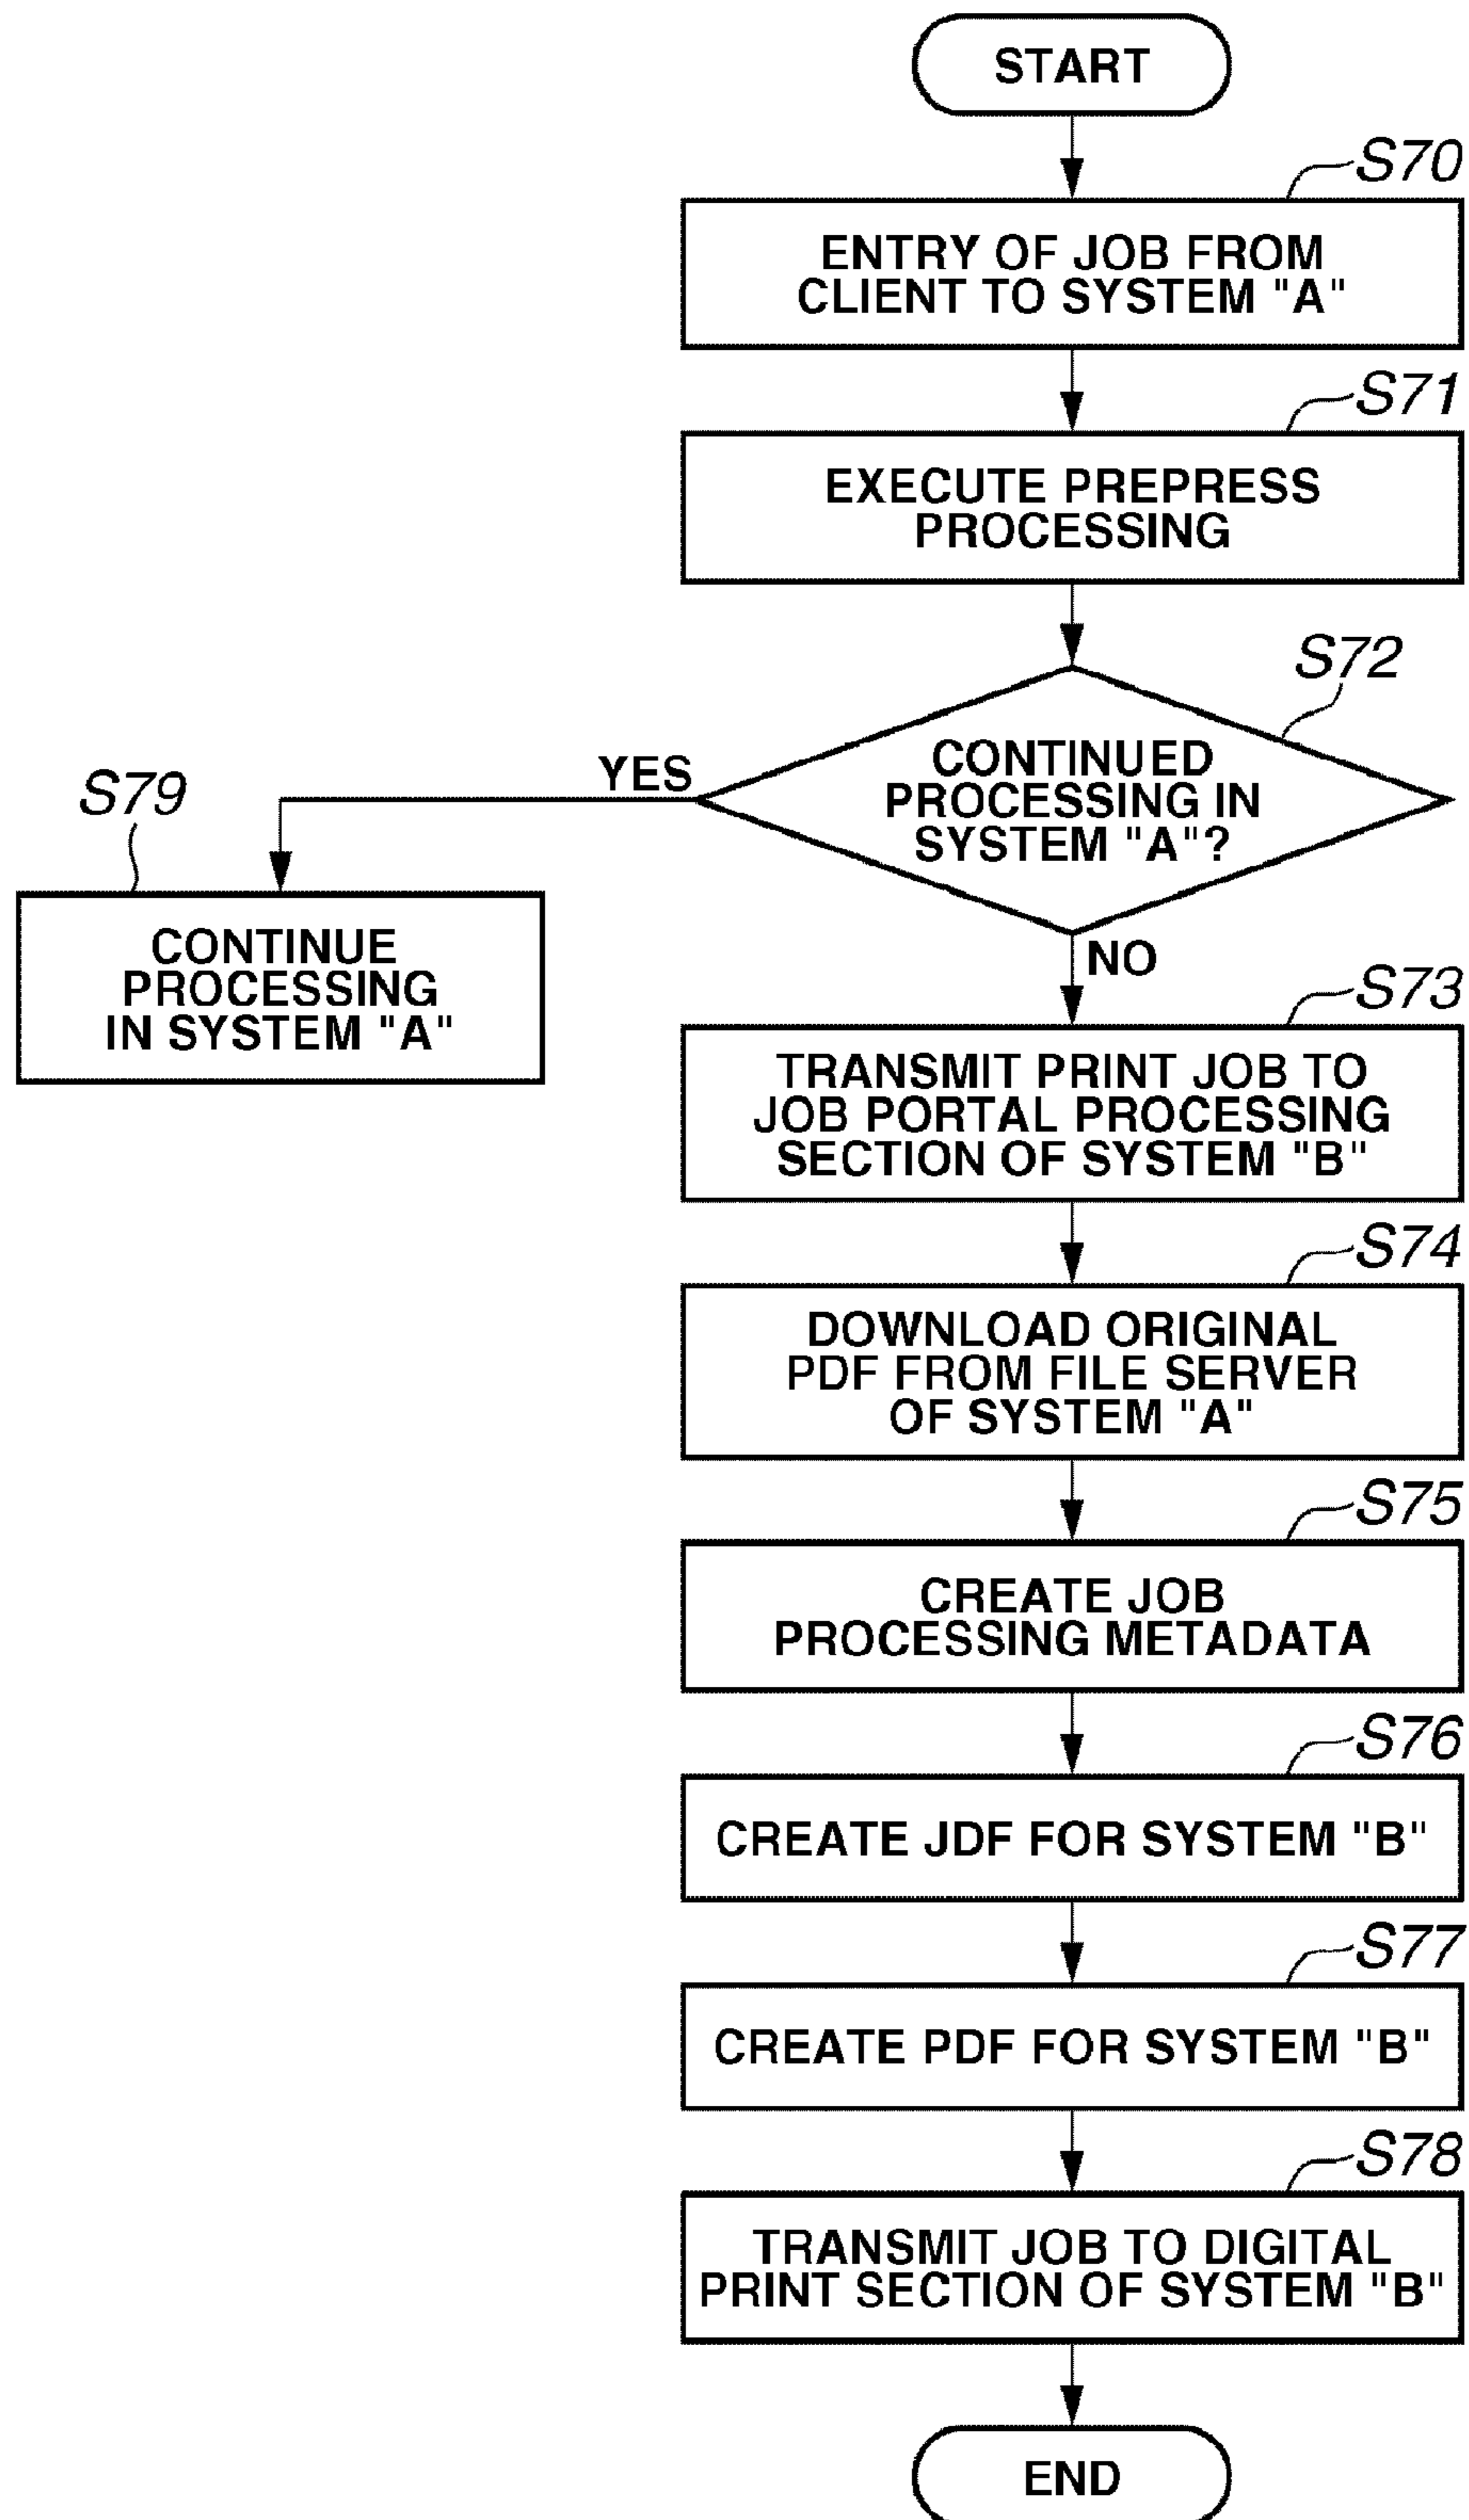 START
S70
ENTRY OF JOB FROM
CLIENT TO SYSTEM "A"
S71
EXECUTE PREPRESS
PROCESSING
S72
CONTINUED
PROCESSING IN
SYSTEM "A"?
YES
S79
CONTINUE
PROCESSING
IN SYSTEM "A"
NO
S73
TRANSMIT PRINT JOB TO
JOB PORTAL PROCESSING
SECTION OF SYSTEM "B"
S74
DOWNLOAD ORIGINAL
PDF FROM FILE SERVER
OF SYSTEM "A"
S75
CREATE JOB
PROCESSING METADATA
S76
CREATE JDF FOR SYSTEM "B"
S77
CREATE PDF FOR SYSTEM "B"
S78
TRANSMIT JOB TO DIGITAL
PRINT SECTION OF SYSTEM "B"
END